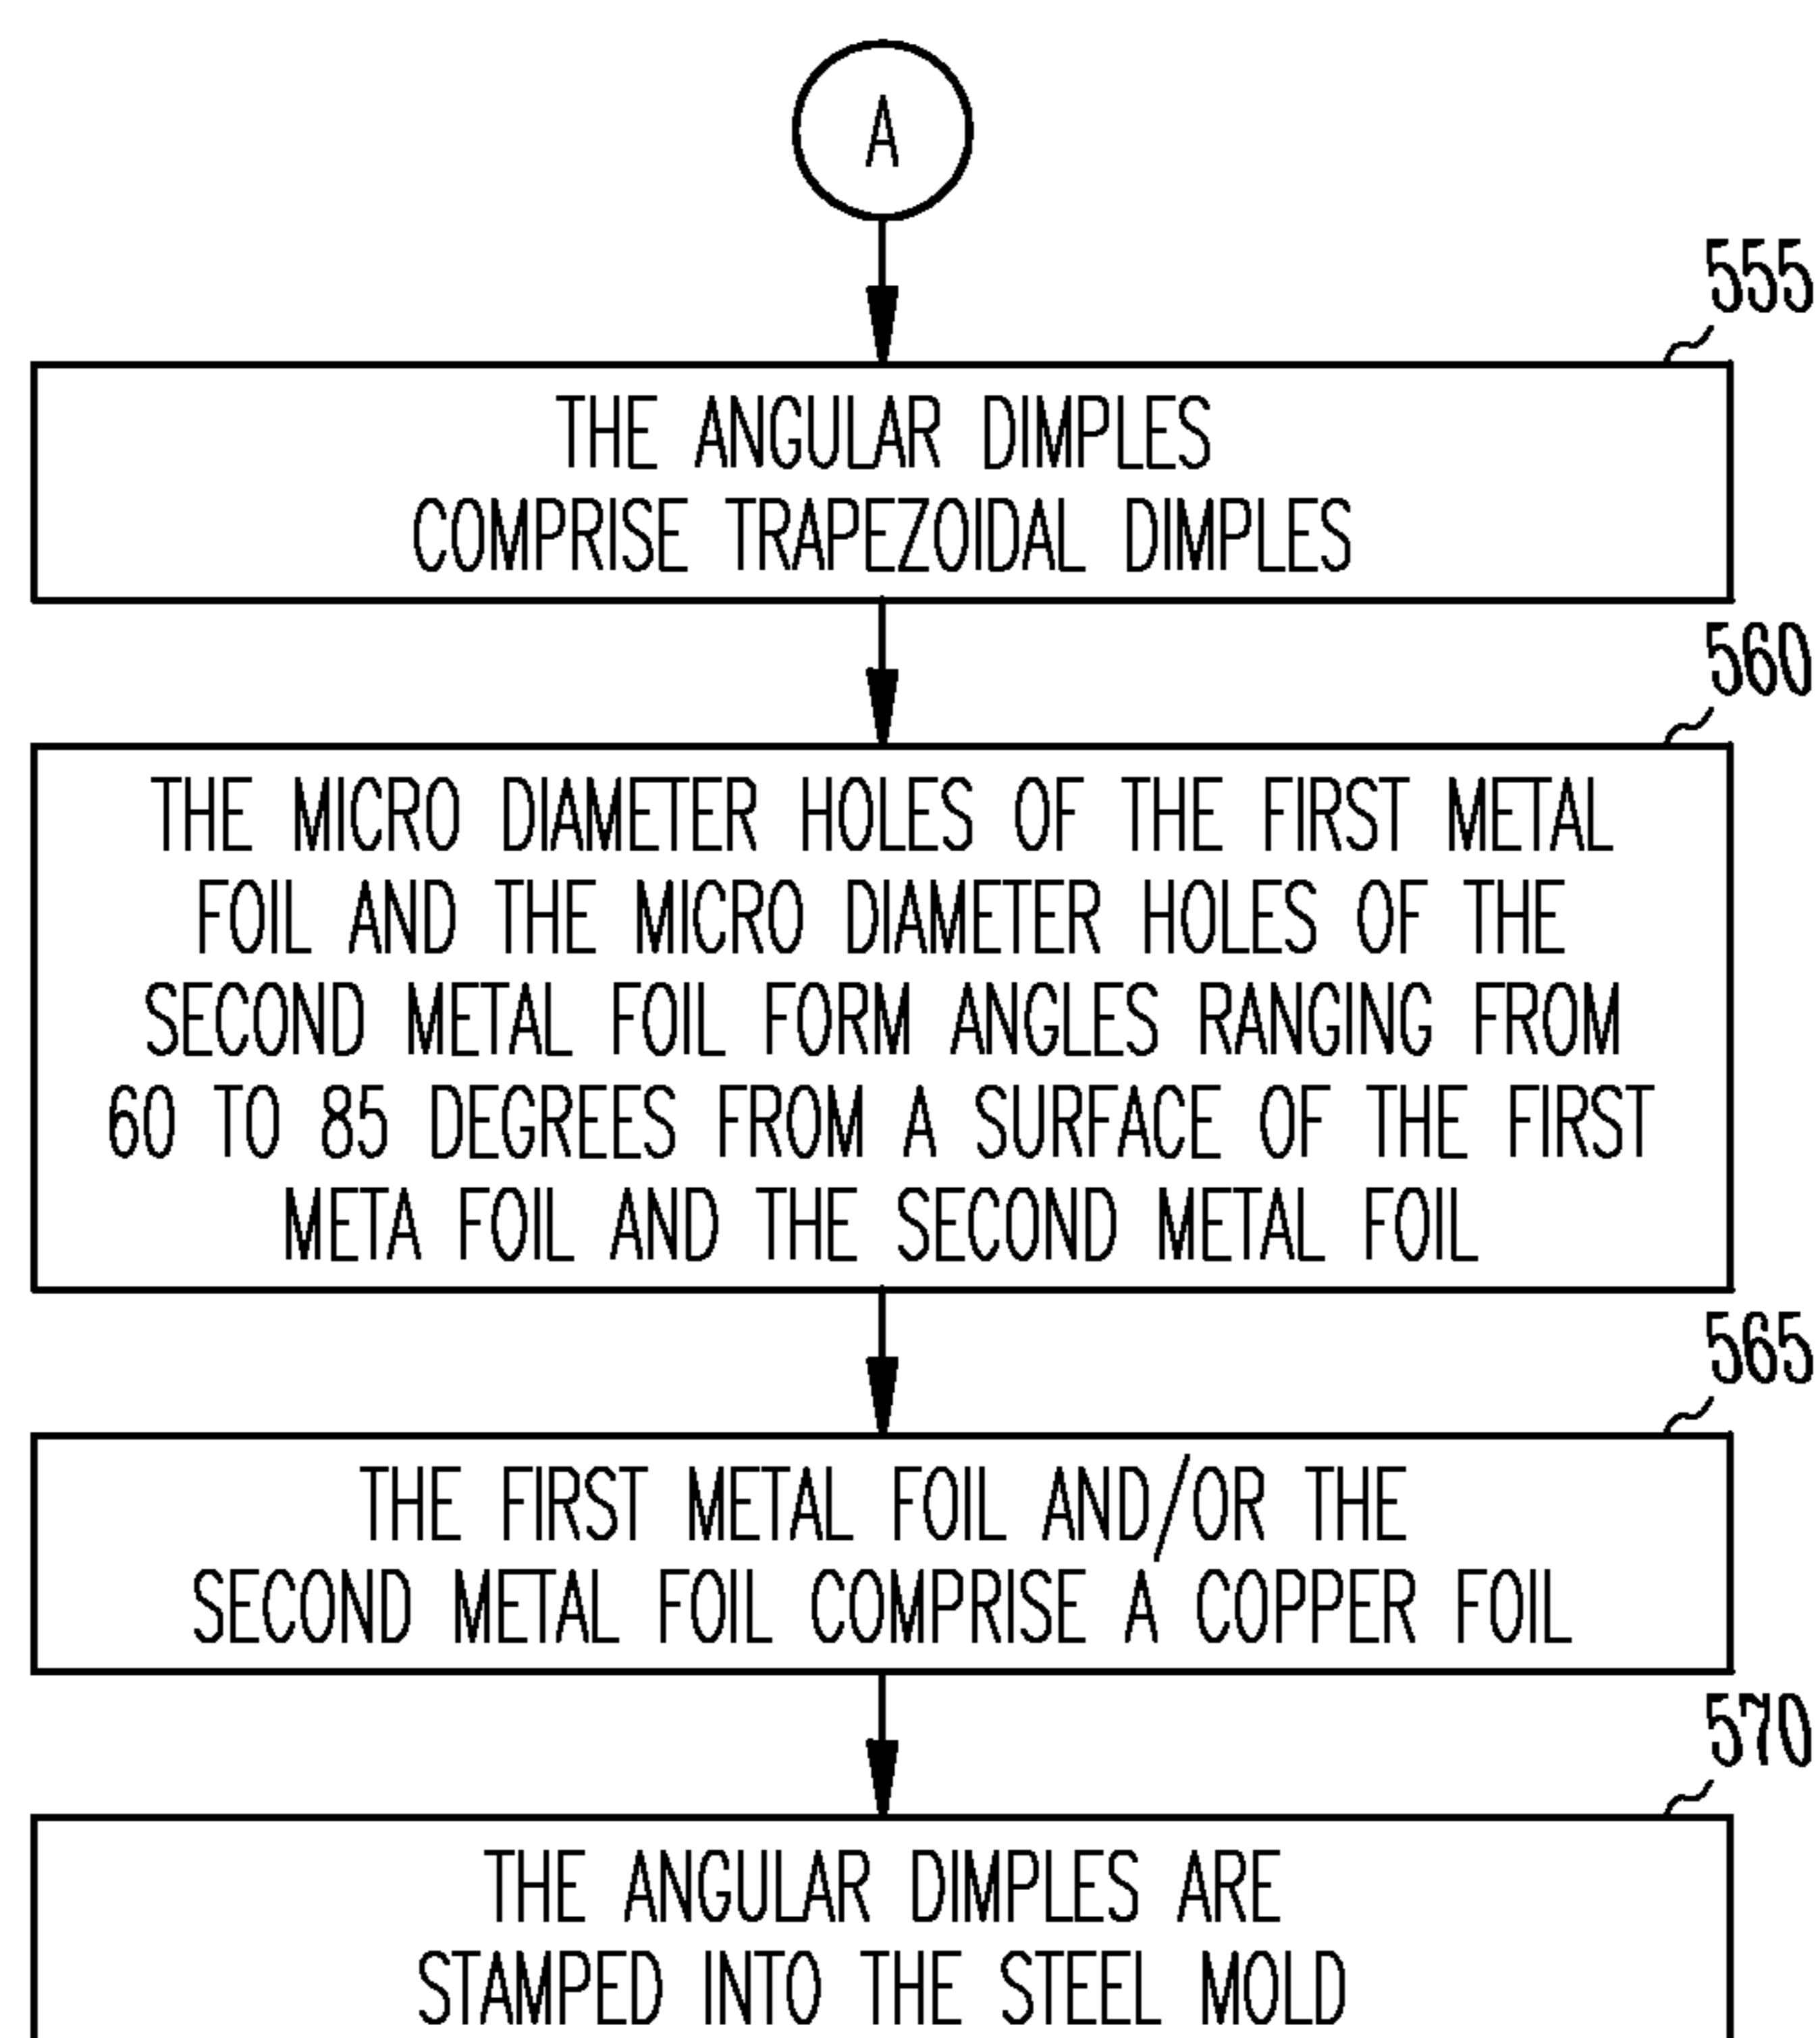 A
555
THE ANGULAR DIMPLES
COMPRISE TRAPEZOIDAL DIMPLES
560
THE MICRO DIAMETER HOLES OF THE FIRST METAL
FOIL AND THE MICRO DIAMETER HOLES OF THE
SECOND METAL FOIL FORM ANGLES RANGING FROM
60 TO 85 DEGREES FROM A SURFACE OF THE FIRST
META FOIL AND THE SECOND METAL FOIL
565
THE FIRST METAL FOIL AND/OR THE
SECOND METAL FOIL COMPRISE A COPPER FOIL
570
THE ANGULAR DIMPLES ARE
STAMPED INTO THE STEEL MOLD